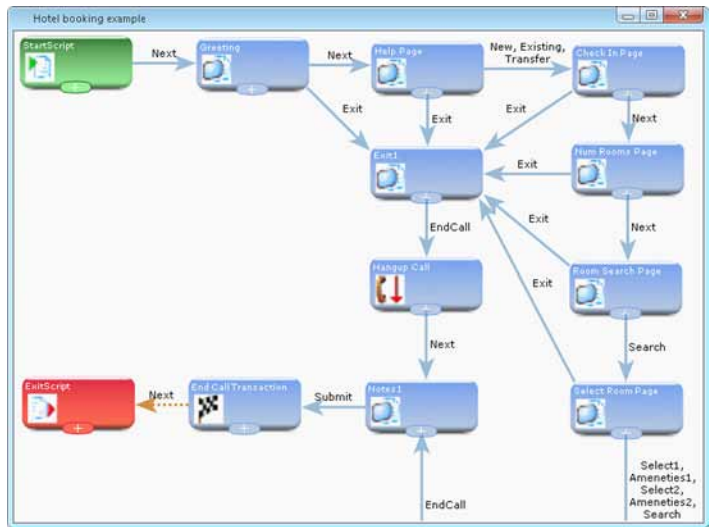 Hotel booking example
StartScript
Next
Greeting
Next
Help Page
New, Existing,
Transfer
Check In Page
Exit
Exit
Exit
Next
Exit1
Exit
Num Rooms Page
EndCall
Exit
Next
Hangup Call
Exit
Room Search Page
Next
Search
ExitScript
Next
End CallTransaction
Submit
Notes1
Select Room Page
EndCall
Select1,
Ameneties1,
Select2,
Ameneties2,
Search